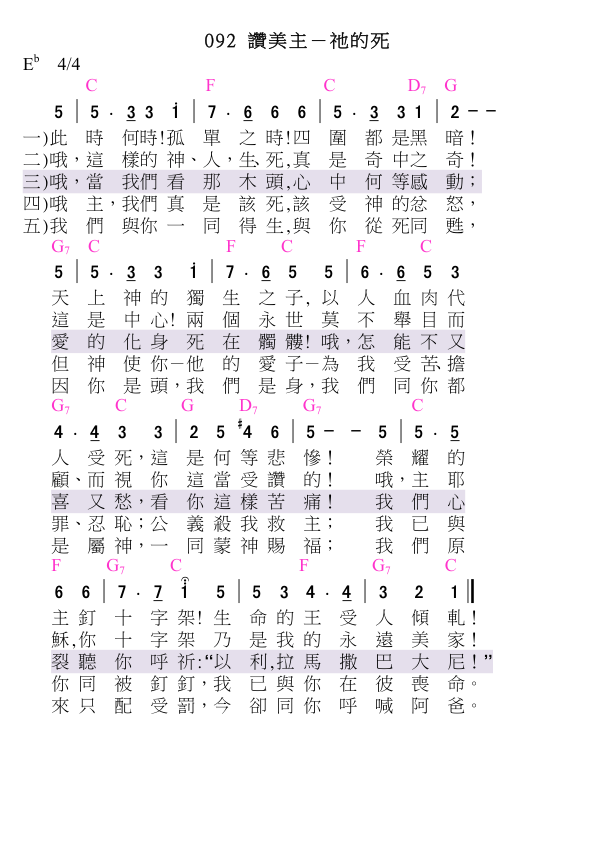 092 讚美主－祂的死
E♭ 4/4
C F C D7 G
5 | 5 . 3 3 i | 7 . 6 6 6 | 5 . 3 3 1 | 2 － －
一)此 時 何時!孤 單 之 時!四 圍 都 是黑 暗!
二)哦，這 樣的 神、人，生、死,真 是 奇 中之 奇!
三)哦，當 我們 看 那 木 頭,心 中 何 等感 動；
四)哦 主，我們 真 是 該 死,該 受 神 的忿 怒，
五)我 們 與你 一 同 得 生,與 你 從 死同 甦，
G7 C F C F C
5 | 5 . 3 3 i | 7 . 6 5 5 | 6 . 6 5 3
天 上 神 的 獨 生 之 子, 以 人 血 肉 代
這 是 中 心! 兩 個 永 世 莫 不 舉 目 而
愛 的 化 身 死 在 髑 髏! 哦，怎 能 不 又
但 神 使 你－他 的 愛 子－為 我 受 苦、擔
因 你 是 頭，我 們 是 身，我 們 同 你 都
G7 C G D7 G7 C
4 . 4 3 3 | 2 5 #4 6 | 5 － － 5 | 5 . 5
人 受 死，這 是 何 等 悲 慘! 榮 耀 的
顧、而 視 你 這 當 受 讚 的! 哦，主 耶
喜 又 愁，看 你 這 樣 苦 痛! 我 們 心
罪、忍 恥；公 義 殺 我 救 主； 我 已 與
是 屬 神，一 同 蒙 神 賜 福； 我 們 原
F G7 C F G7 C
6 6 | 7 . 7 i 5 | 5 3 4 . 4 | 3 2 1 ‖
主 釘 十 字 架! 生 命 的 王 受 人 傾 軋!
穌,你 十 字 架 乃 是 我 的 永 遠 美 家!
裂 聽 你 呼 祈:“以 利,拉 馬 撒 巴 大 尼!”
你 同 被 釘 釘，我 已 與 你 在 彼 喪 命。
來 只 配 受 罰，今 卻 同 你 呼 喊 阿 爸。